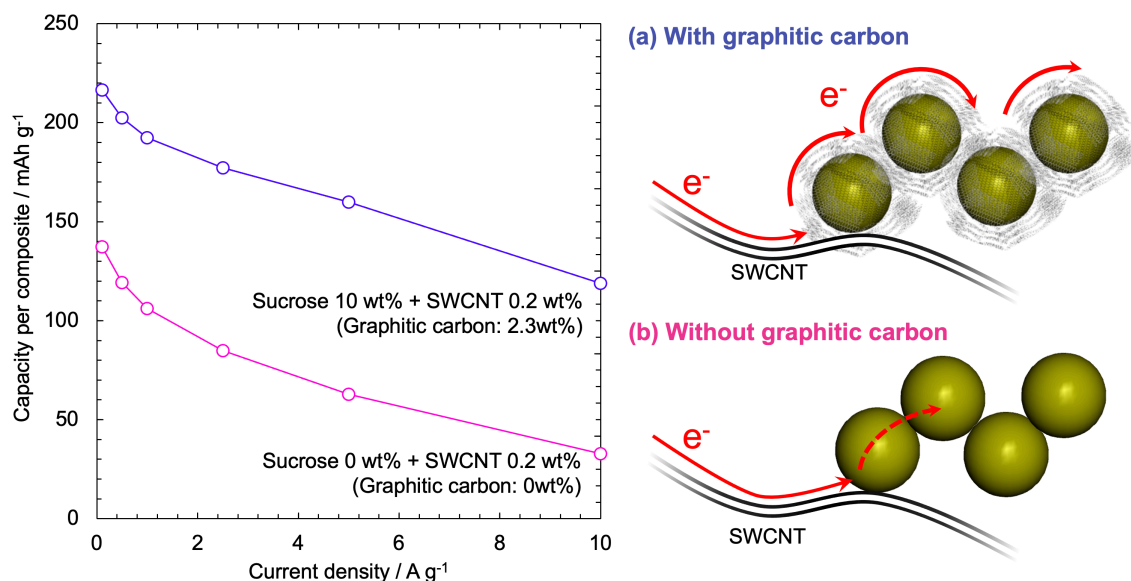 250
200
150
100
50
0
Capacity per composite / mAh g⁻¹
Sucrose 10 wt% + SWCNT 0.2 wt%
(Graphitic carbon: 2.3wt%)
Sucrose 0 wt% + SWCNT 0.2 wt%
(Graphitic carbon: 0wt%)
0 2 4 6 8 10
Current density / A g⁻¹
(a) With graphitic carbon
e⁻
e⁻
SWCNT
(b) Without graphitic carbon
e⁻
SWCNT